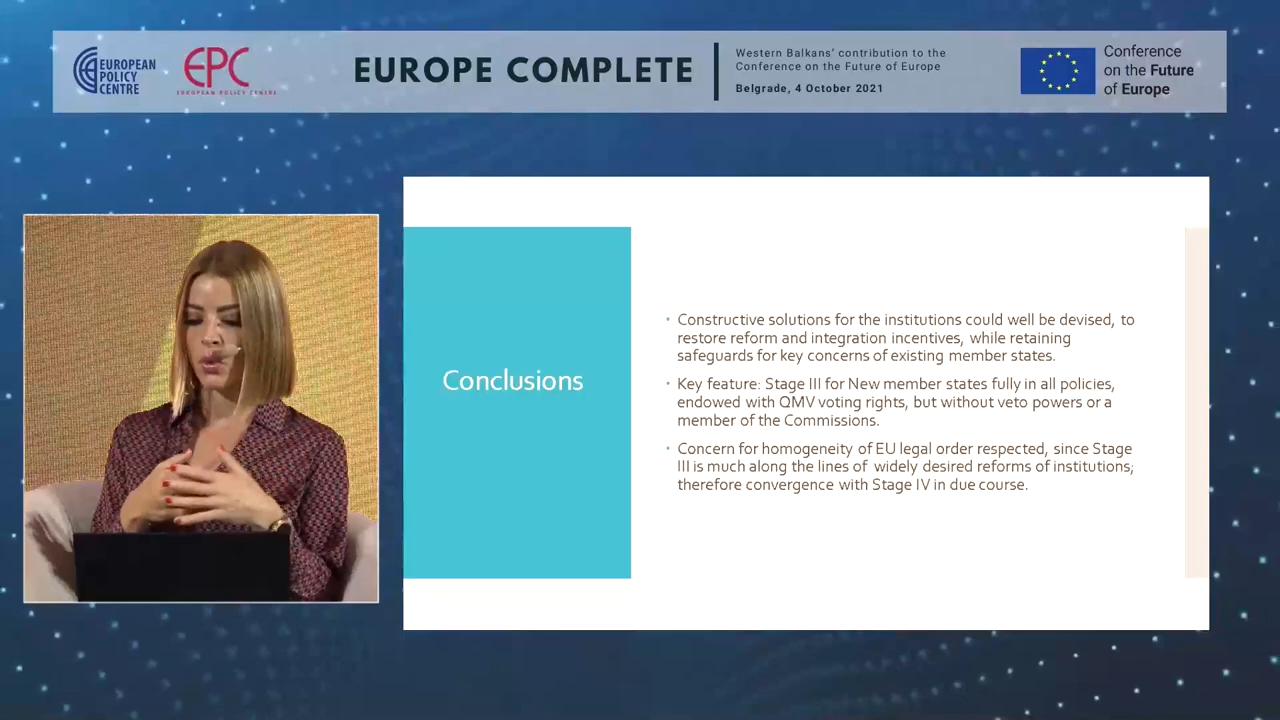 EUROPEAN
POLICY
CENTRE
EPC
EUROPEAN POLICY CENTRE
EUROPE COMPLETE
Western Balkans' contribution to the
Conference on the Future of Europe
Belgrade, 4 October 2021
Conference
on the Future
of Europe
Conclusions
• Constructive solutions for the institutions could well be devised, to
restore reform and integration incentives, while retaining
safeguards for key concerns of existing member states.
• Key feature: Stage III for New member states fully in all policies,
endowed with QMV voting rights, but without veto powers or a
member of the Commissions.
• Concern for homogeneity of EU legal order respected, since Stage
III is much along the lines of widely desired reforms of institutions;
therefore convergence with Stage IV in due course.